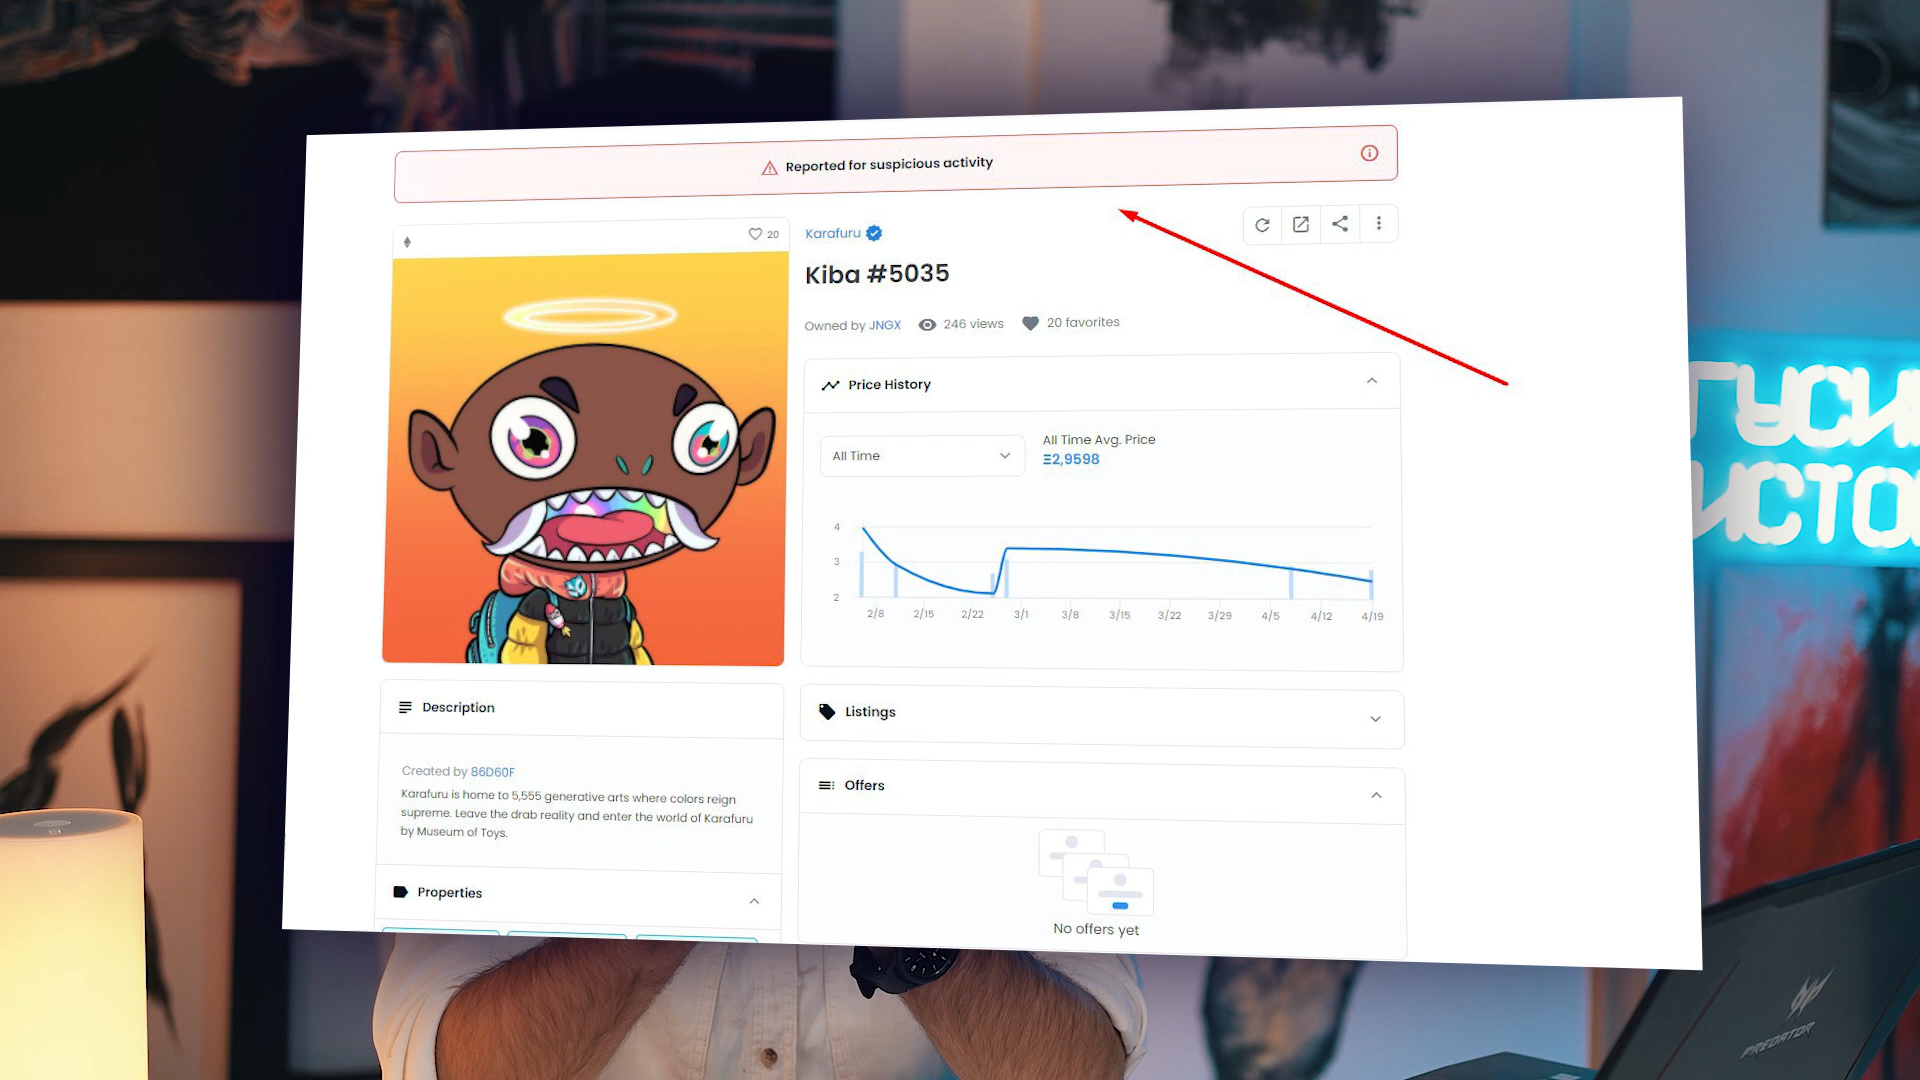 Reported for suspicious activity
20
Karafuru
Kiba #5035
Owned by JNGX 246 views 20 favorites
Price History
All Time
All Time Avg. Price
Ξ2,9598
4
3
2
2/8 2/15 2/22 3/1 3/8 3/15 3/22 3/29 4/5 4/12 4/19
Description
Created by 86D60F
Karafuru is home to 5,555 generative arts where colors reign
supreme. Leave the drab reality and enter the world of Karafuru
by Museum of Toys.
Properties
Listings
Offers
No offers yet
PREDATOR